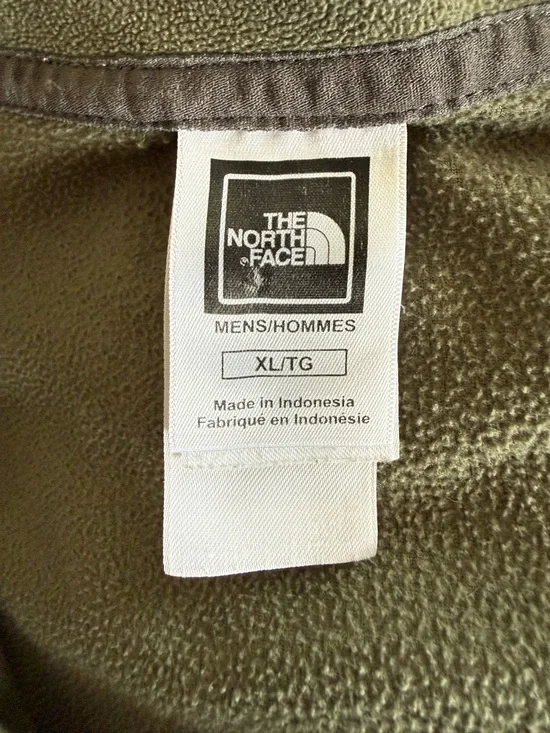 THE
NORTH
FACE
MENS/HOMMES
XL/TG
Made in Indonesia
Fabriqué en Indonésie